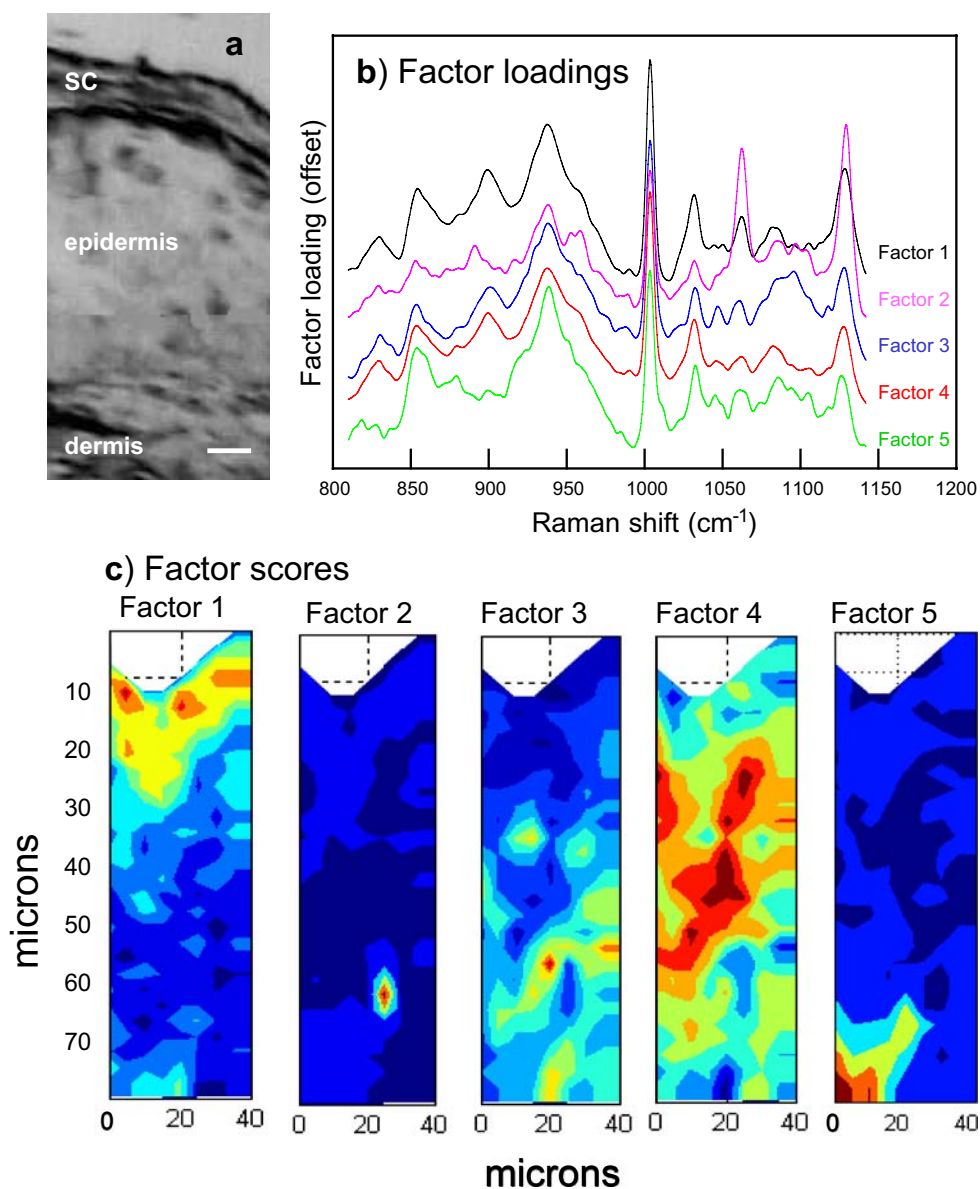 a
SC
epidermis
dermis
b) Factor loadings
Factor loading (offset)
Factor 1
Factor 2
Factor 3
Factor 4
Factor 5
800 850 900 950 1000 1050 1100 1150 1200
Raman shift (cm⁻¹)
c) Factor scores
Factor 1 Factor 2 Factor 3 Factor 4 Factor 5
microns
10
20
30
40
50
60
70
0 20 40 0 20 40 0 20 40 0 20 40 0 20 40
microns